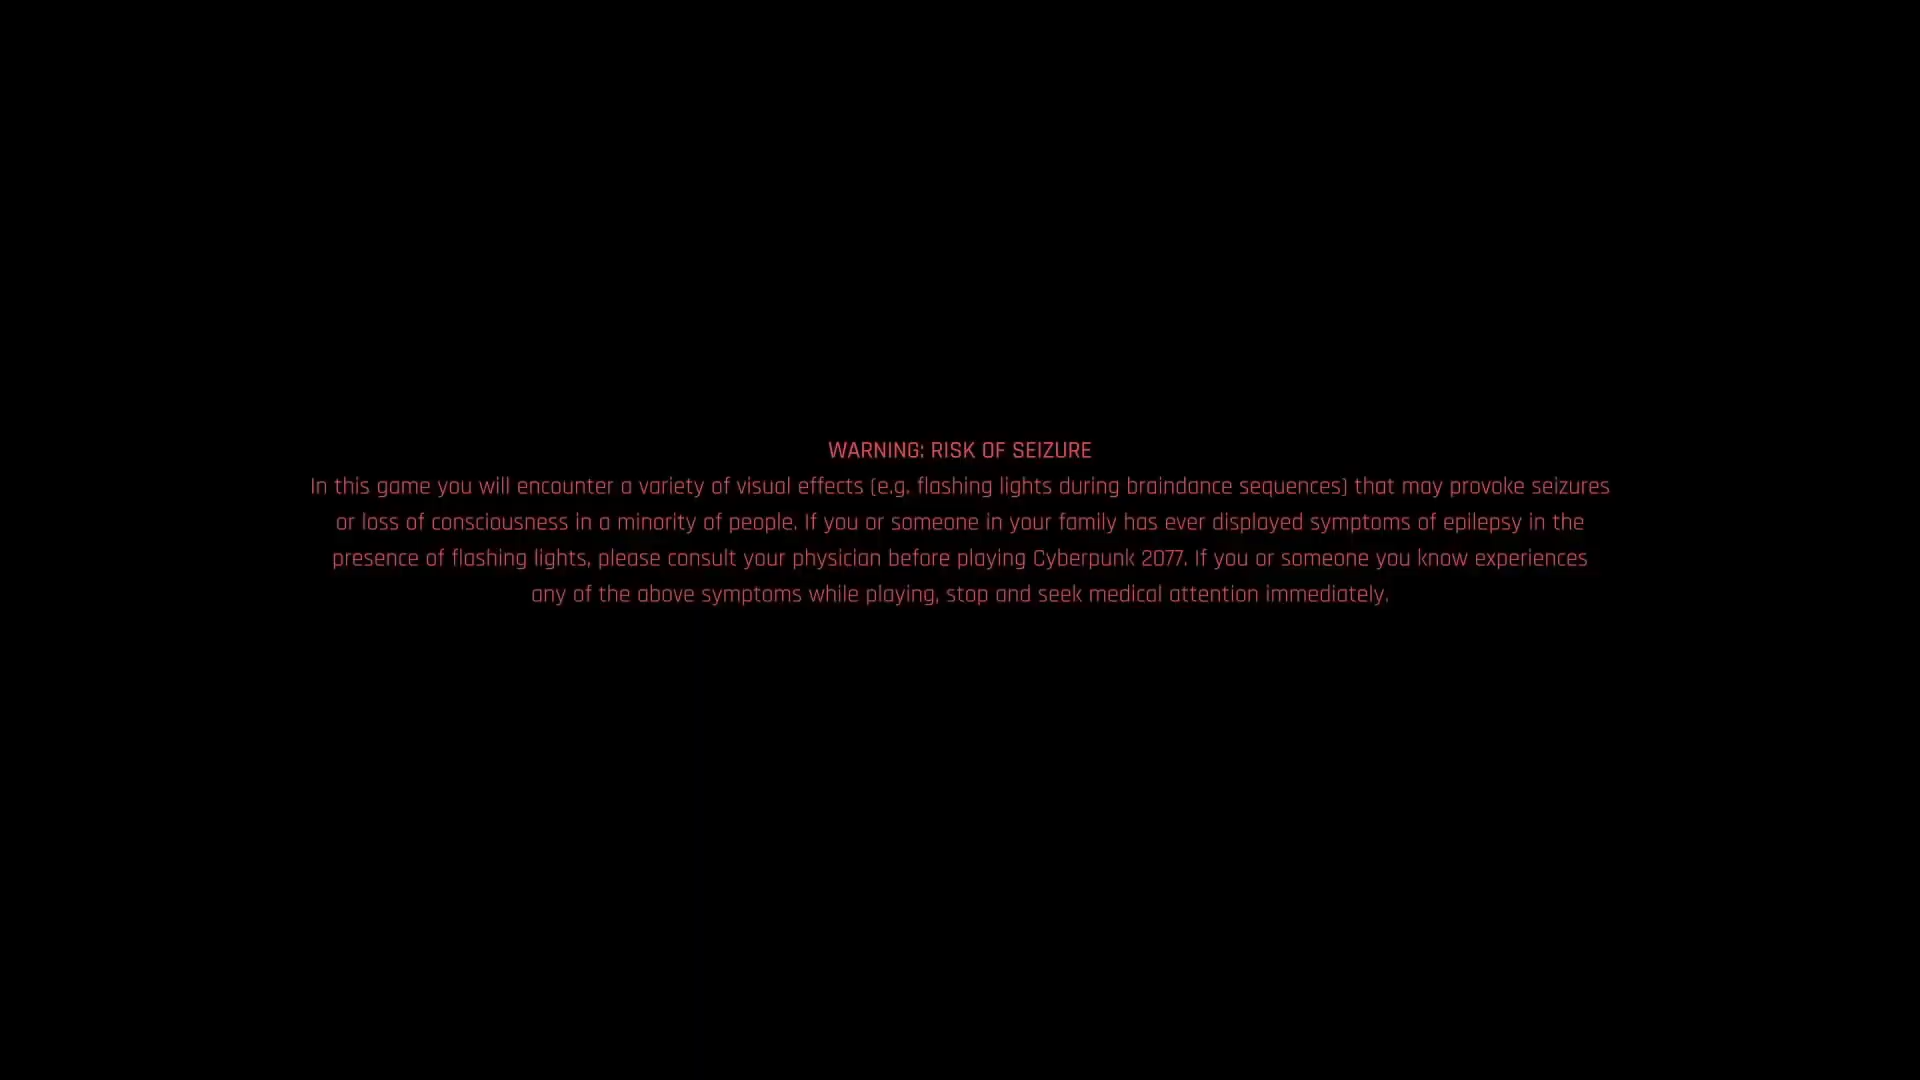 WARNING: RISK OF SEIZURE
In this game you will encounter a variety of visual effects (e.g. flashing lights during braindance sequences) that may provoke seizures
or loss of consciousness in a minority of people. If you or someone in your family has ever displayed symptoms of epilepsy in the
presence of flashing lights, please consult your physician before playing Cyberpunk 2077. If you or someone you know experiences
any of the above symptoms while playing, stop and seek medical attention immediately.